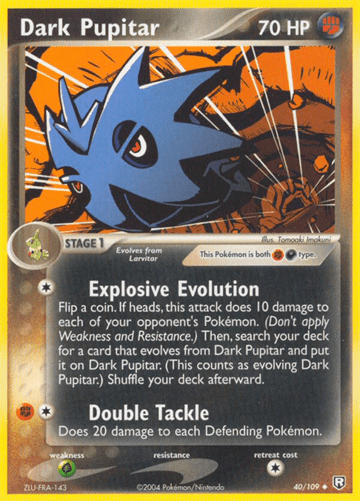 Dark Pupitar 70 HP
STAGE 1
Evolves from
Larvitar
Illus. Tomoaki Imakuni
This Pokémon is both type.
Explosive Evolution
Flip a coin. If heads, this attack does 10 damage to
each of your opponent's Pokémon. (Don't apply
Weakness and Resistance.) Then, search your deck
for a card that evolves from Dark Pupitar and put
it on Dark Pupitar. (This counts as evolving Dark
Pupitar.) Shuffle your deck afterward.
Double Tackle
Does 20 damage to each Defending Pokémon.
weakness resistance retreat cost
ZLU-FRA-143 ©2004 Pokémon/Nintendo 40/109 ◆ R